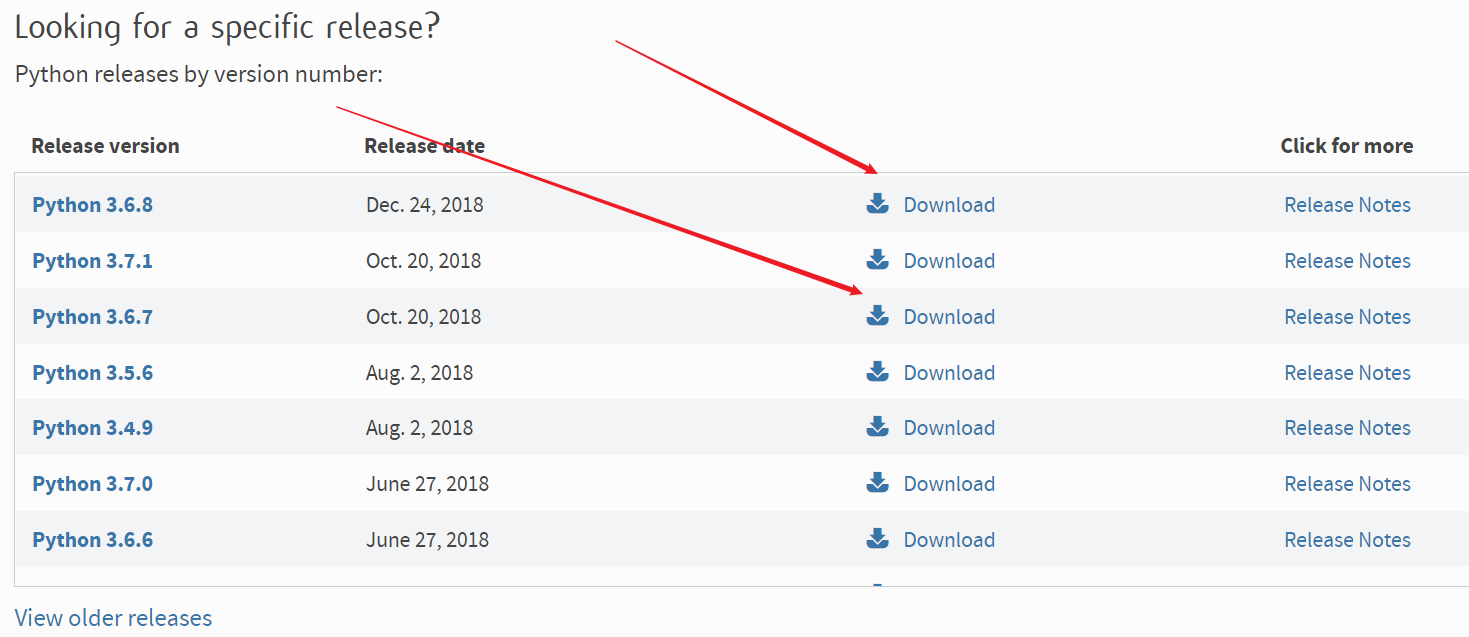 Looking for a specific release?
Python releases by version number:
Release version Release date Click for more
Python 3.6.8 Dec. 24, 2018 Download Release Notes
Python 3.7.1 Oct. 20, 2018 Download Release Notes
Python 3.6.7 Oct. 20, 2018 Download Release Notes
Python 3.5.6 Aug. 2, 2018 Download Release Notes
Python 3.4.9 Aug. 2, 2018 Download Release Notes
Python 3.7.0 June 27, 2018 Download Release Notes
Python 3.6.6 June 27, 2018 Download Release Notes
View older releases